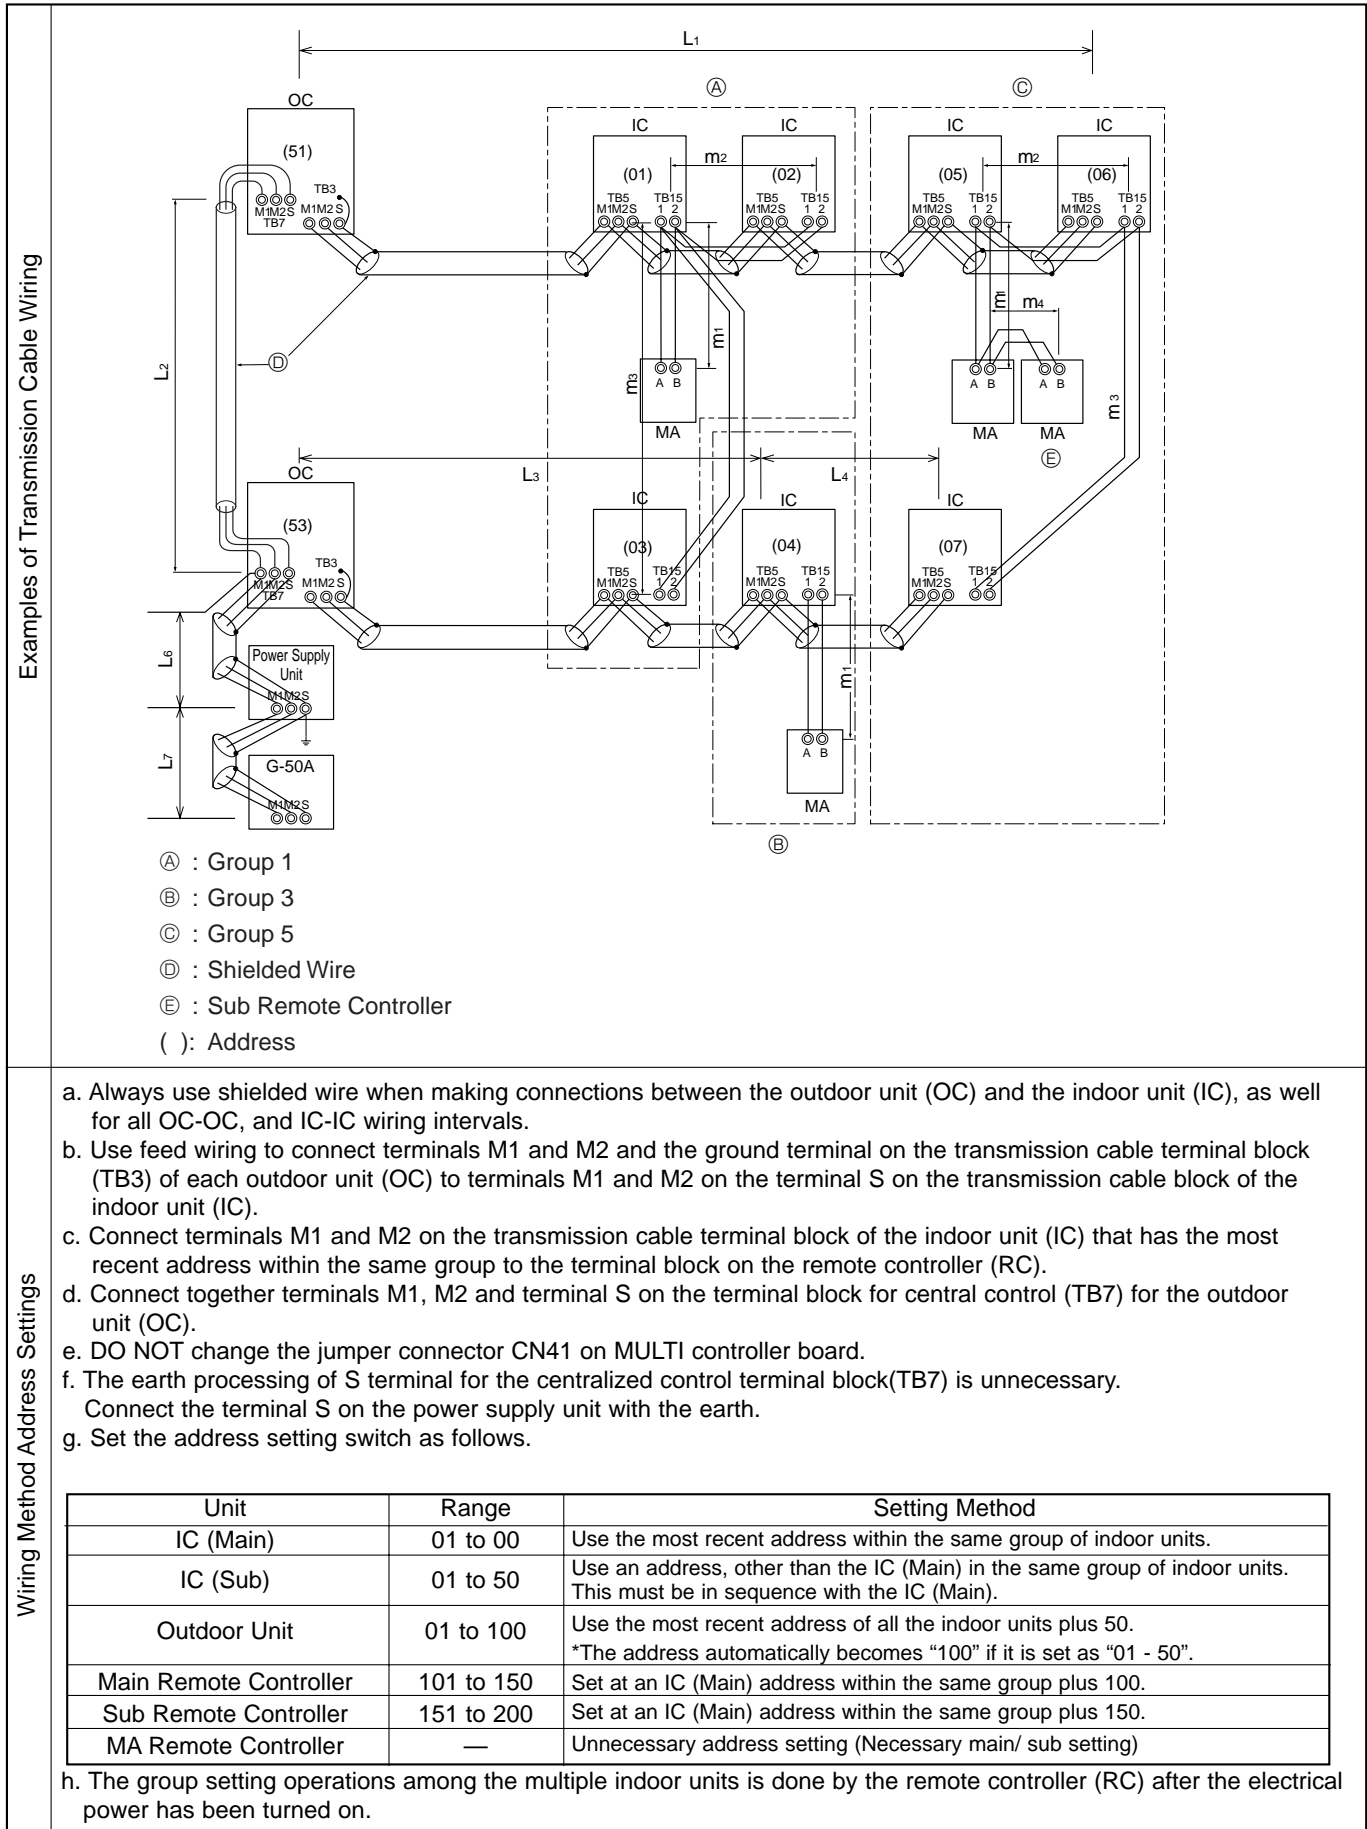 Examples of Transmission Cable Wiring
L1
A
C
OC
(51)
TB3
M1M2S
TB7
M1M2 S
IC
(01)
TB5
M1M2S
TB15
1 2
m2
IC
(02)
TB5
M1M2S
TB15
1 2
IC
(05)
TB5
M1M2S
TB15
1 2
m2
IC
(06)
TB5
M1M2S
TB15
1 2
L2
D
m3
m1
A B
MA
m1
m4
A B
MA
A B
MA
E
m3
L3
L4
OC
(53)
TB3
M1M2S
TB7
M1M2 S
IC
(03)
TB5
M1M2S
TB15
1 2
IC
(04)
TB5
M1M2S
TB15
1 2
IC
(07)
TB5
M1M2S
TB15
1 2
L6
Power Supply
Unit
M1M2S
L7
G-50A
M1M2S
m1
A B
MA
B
Ⓐ : Group 1
Ⓑ : Group 3
Ⓒ : Group 5
Ⓓ : Shielded Wire
Ⓔ : Sub Remote Controller
( ): Address
Wiring Method Address Settings
a. Always use shielded wire when making connections between the outdoor unit (OC) and the indoor unit (IC), as well
for all OC-OC, and IC-IC wiring intervals.
b. Use feed wiring to connect terminals M1 and M2 and the ground terminal on the transmission cable terminal block
(TB3) of each outdoor unit (OC) to terminals M1 and M2 on the terminal S on the transmission cable block of the
indoor unit (IC).
c. Connect terminals M1 and M2 on the transmission cable terminal block of the indoor unit (IC) that has the most
recent address within the same group to the terminal block on the remote controller (RC).
d. Connect together terminals M1, M2 and terminal S on the terminal block for central control (TB7) for the outdoor
unit (OC).
e. DO NOT change the jumper connector CN41 on MULTI controller board.
f. The earth processing of S terminal for the centralized control terminal block(TB7) is unnecessary.
Connect the terminal S on the power supply unit with the earth.
g. Set the address setting switch as follows.
Unit Range Setting Method
IC (Main) 01 to 00 Use the most recent address within the same group of indoor units.
IC (Sub) 01 to 50 Use an address, other than the IC (Main) in the same group of indoor units.
This must be in sequence with the IC (Main).
Outdoor Unit 01 to 100 Use the most recent address of all the indoor units plus 50.
*The address automatically becomes “100” if it is set as “01 - 50”.
Main Remote Controller 101 to 150 Set at an IC (Main) address within the same group plus 100.
Sub Remote Controller 151 to 200 Set at an IC (Main) address within the same group plus 150.
MA Remote Controller — Unnecessary address setting (Necessary main/ sub setting)
h. The group setting operations among the multiple indoor units is done by the remote controller (RC) after the electrical
power has been turned on.